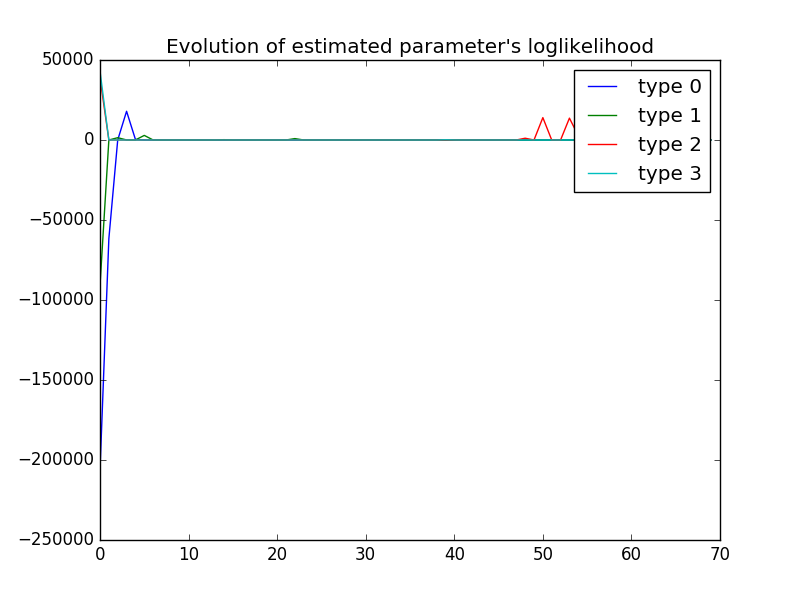 Evolution of estimated parameter's loglikelihood
50000
0
−50000
−100000
−150000
−200000
−250000
0 10 20 30 40 50 60 70
type 0
type 1
type 2
type 3